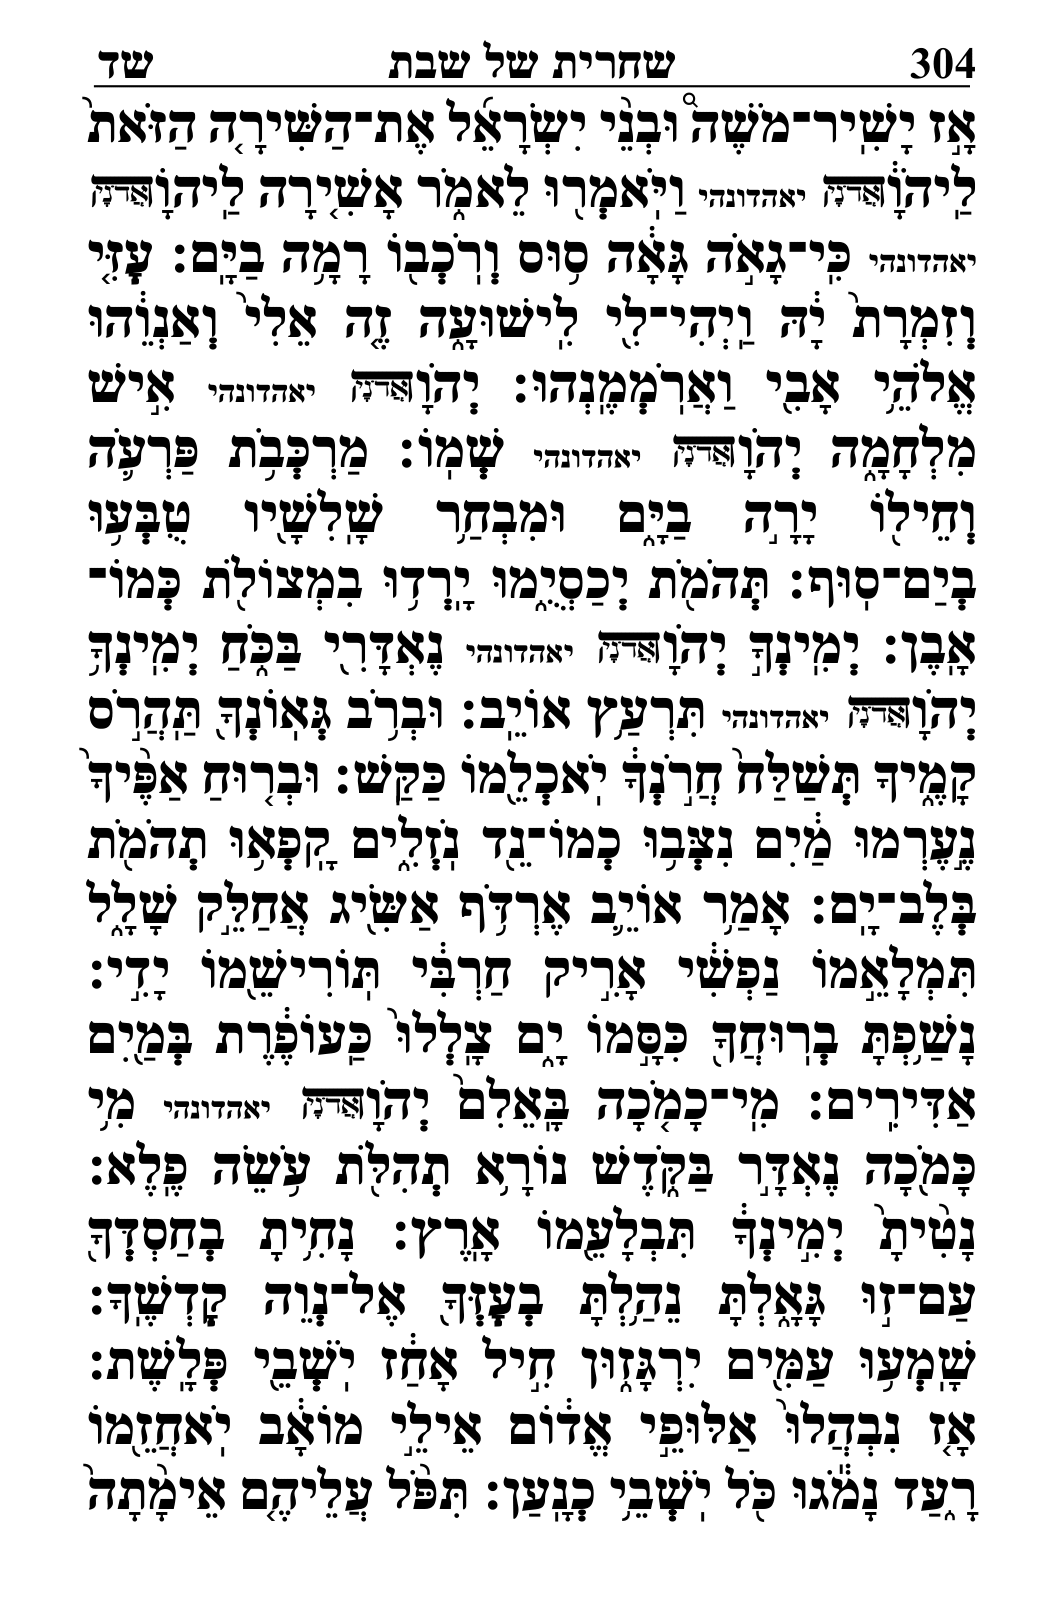 304 שחרית של שבת שד
אָ֣ז יָשִֽׁיר־מֹשֶׁה֩ וּבְנֵ֨י יִשְׂרָאֵ֜ל אֶת־הַשִּׁירָ֤ה הַזֹּאת֙
לַֽיהֹוָ֔ אֲדֹנָי יאהדונהי וַיֹּאמְר֖וּ לֵאמֹ֑ר אָשִׁ֤ירָה לַֽיהֹוָ֙ אֲדֹנָי
יאהדונהי כִּֽי־גָאֹ֣ה גָּאָ֔ה ס֥וּס וְרֹכְב֖וֹ רָמָ֥ה בַיָּֽם׃ עׇזִּ֤י
וְזִמְרָת֙ יָ֔הּ וַֽיְהִי־לִ֖י לִֽישׁוּעָ֑ה זֶ֤ה אֵלִי֙ וְאַנְוֵ֔הוּ
אֱלֹהֵ֥י אָבִ֖י וַאֲרֹֽמְמֶֽנְהוּ׃ יְהֹוָ אֲדֹנָי יאהדונהי אִ֣ישׁ
מִלְחָמָ֑ה יְהֹוָ אֲדֹנָי יאהדונהי שְׁמֽוֹ׃ מַרְכְּבֹ֥ת פַּרְעֹ֛ה
וְחֵיל֖וֹ יָרָ֣ה בַיָּ֑ם וּמִבְחַ֥ר שָֽׁלִשָׁ֖יו טֻבְּע֥וּ
בְיַם־סֽוּף׃ תְּהֹמֹ֖ת יְכַסְיֻ֑מוּ יָֽרְד֥וּ בִמְצוֹלֹ֖ת כְּמוֹ־
אָֽבֶן׃ יְמִֽינְךָ֣ יְהֹוָ אֲדֹנָי יאהדונהי נֶאְדָּרִ֖י בַּכֹּ֑חַ יְמִֽינְךָ֥
יְהֹוָ אֲדֹנָי יאהדונהי תִּרְעַ֥ץ אוֹיֵֽב׃ וּבְרֹ֥ב גְּאֽוֹנְךָ֖ תַּֽהֲרֹ֣ס
קָמֶ֑יךָ תְּשַׁלַּח֙ חֲרֹ֣נְךָ֔ יֹֽאכְלֵ֖מוֹ כַּקַּֽשׁ׃ וּבְר֤וּחַ אַפֶּ֙יךָ֙
נֶ֣עֶרְמוּ מַ֔יִם נִצְּב֥וּ כְמוֹ־נֵ֖ד נֹֽזְלִ֑ים קָֽפְא֥וּ תְהֹמֹ֖ת
בְּלֶב־יָֽם׃ אָמַ֥ר אוֹיֵ֛ב אֶרְדֹּ֥ף אַשִּׂ֖יג אֲחַלֵּ֣ק שָׁלָ֑ל
תִּמְלָאֵ֣מוֹ נַפְשִׁ֔י אָרִ֣יק חַרְבִּ֔י תּֽוֹרִישֵׁ֖מוֹ יָדִֽי׃
נָשַׁ֥פְתָּ בְרֽוּחֲךָ֖ כִּסָּ֣מוֹ יָ֑ם צָֽלְלוּ֙ כַּֽעוֹפֶ֔רֶת בְּמַ֖יִם
אַדִּירִֽים׃ מִֽי־כָמֹ֤כָה בָּֽאֵלִם֙ יְהֹוָ אֲדֹנָי יאהדונהי מִ֥י
כָּמֹ֖כָה נֶאְדָּ֣ר בַּקֹּ֑דֶשׁ נוֹרָ֥א תְהִלֹּ֖ת עֹ֥שֵׂה פֶֽלֶא׃
נָטִ֙יתָ֙ יְמִ֣ינְךָ֔ תִּבְלָעֵ֖מוֹ אָֽרֶץ׃ נָחִ֥יתָ בְחַסְדְּךָ֖
עַם־ז֣וּ גָּאָ֑לְתָּ נֵהַ֥לְתָּ בְעׇזְּךָ֖ אֶל־נְוֵ֥ה קׇדְשֶֽׁךָ׃
שָֽׁמְע֥וּ עַמִּ֖ים יִרְגָּז֑וּן חִ֣יל אָחַ֔ז יֹֽשְׁבֵ֖י פְּלָֽשֶׁת׃
אָ֤ז נִבְהֲלוּ֙ אַלּוּפֵ֣י אֱד֔וֹם אֵילֵ֣י מוֹאָ֔ב יֹֽאחֲזֵ֖מוֹ
רָ֑עַד נָמֹ֕גוּ כֹּ֖ל יֹֽשְׁבֵ֥י כְנָֽעַן׃ תִּפֹּ֨ל עֲלֵיהֶ֤ם אֵימָ֙תָה֙